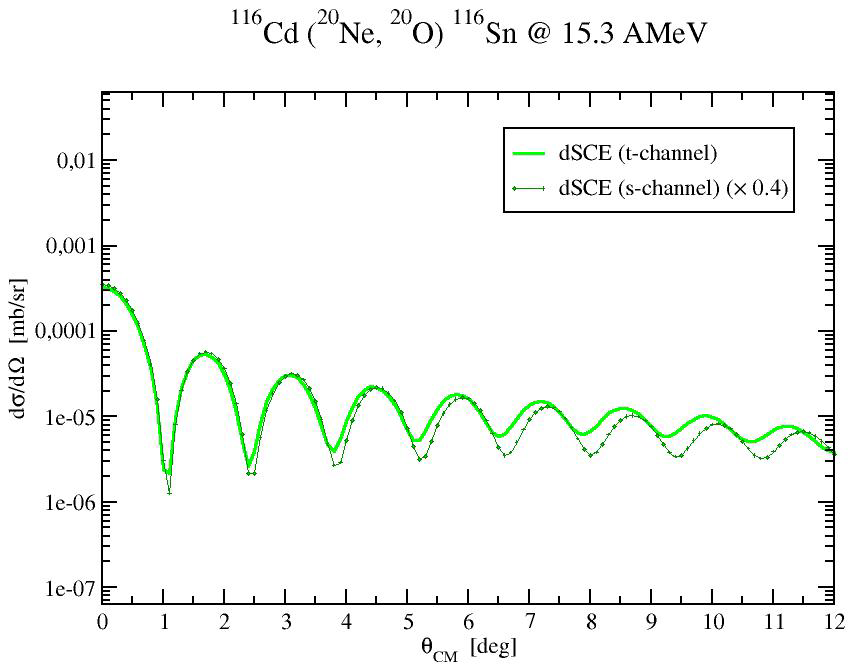 ¹¹⁶Cd (²⁰Ne, ²⁰O) ¹¹⁶Sn @ 15.3 AMeV
dSCE (t-channel)
dSCE (s-channel) (× 0.4)
0,01
0,001
0,0001
1e-05
1e-06
1e-07
dσ/dΩ [mb/sr]
0 1 2 3 4 5 6 7 8 9 10 11 12
θCM [deg]